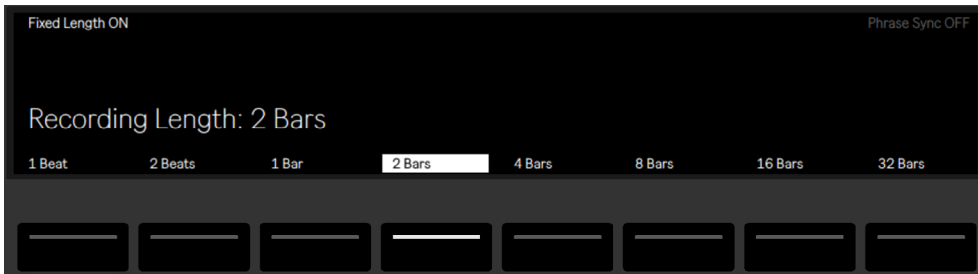 Fixed Length ON Phrase Sync OFF
Recording Length: 2 Bars
1 Beat 2 Beats 1 Bar 2 Bars 4 Bars 8 Bars 16 Bars 32 Bars